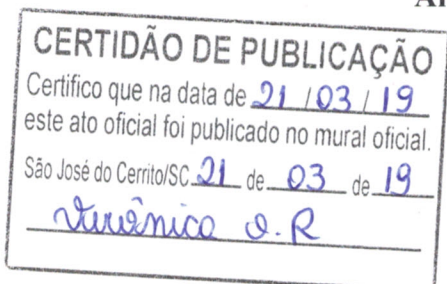 CERTIDÃO DE PUBLICAÇÃO
Certifico que na data de 21 / 03 / 19
este ato oficial foi publicado no mural oficial.
São José do Cerrito/SC 21 de 03 de 19
Verônica O. R